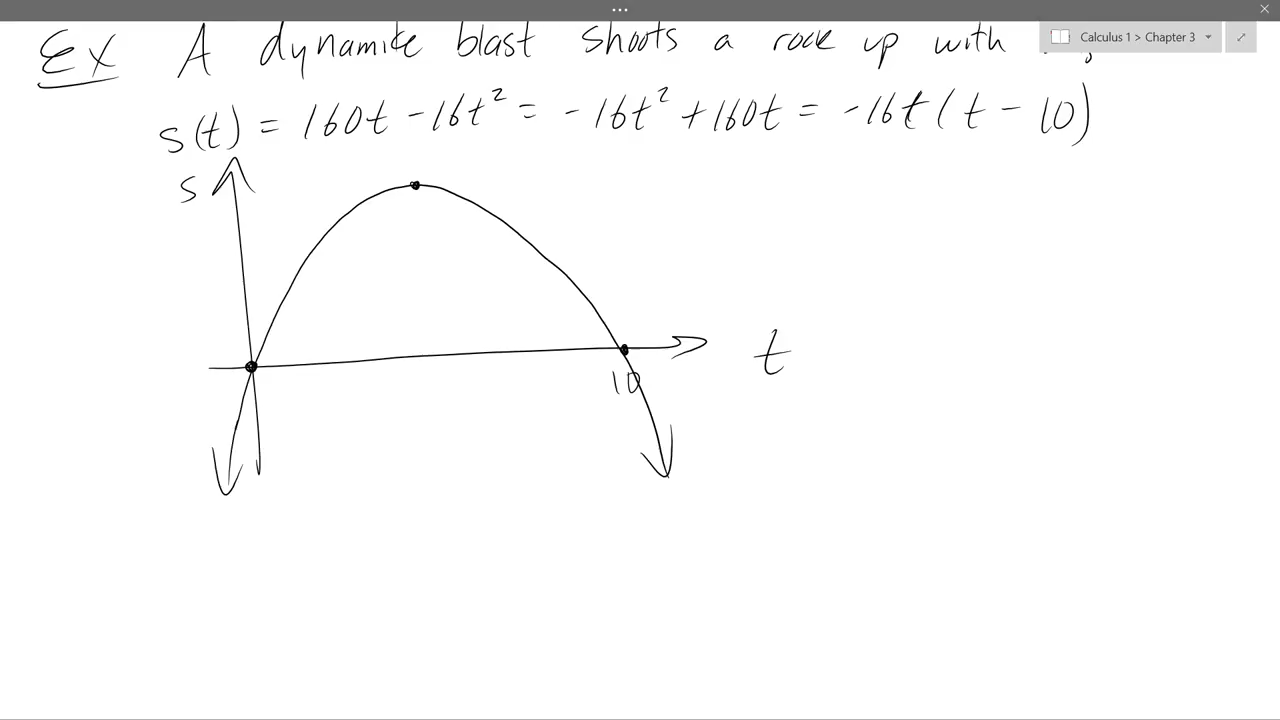 Calculus 1 > Chapter 3
Ex A dynamite blast shoots a rock up with
s(t) = 160t - 16t² = -16t² + 160t = -16t(t - 10)
s
t
10